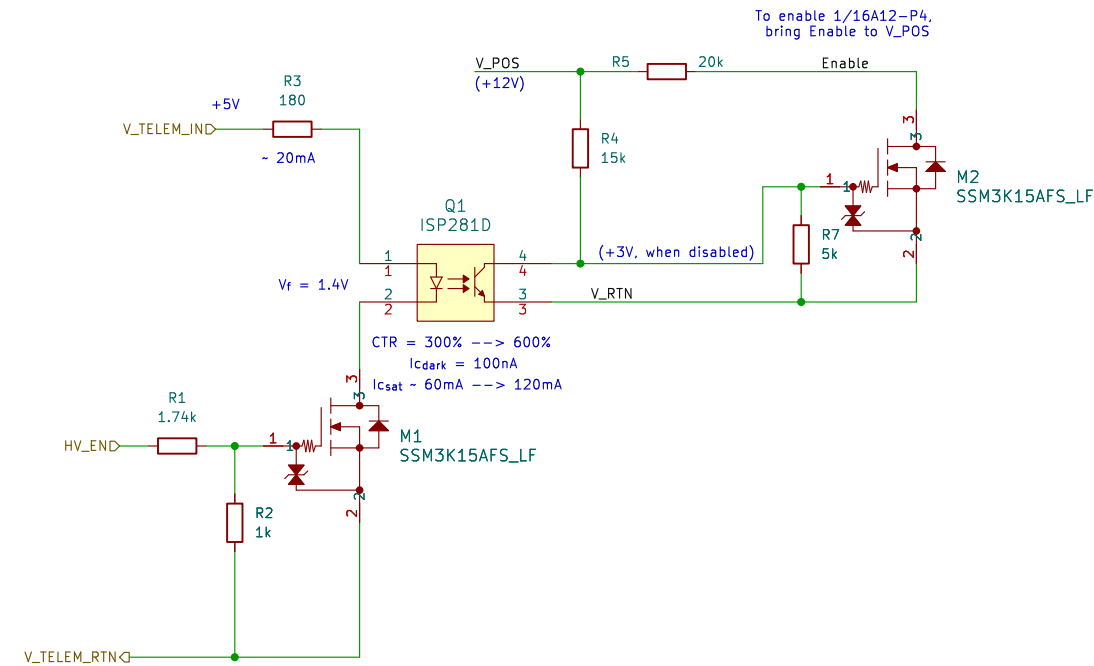 To enable 1/16A12-P4,
bring Enable to V_POS
V_POS
(+12V)
R5
20k
Enable
R3
180
+5V
V_TELEM_IN
~ 20mA
R4
15k
3
3
1
1
M2
SSM3K15AFS_LF
2
2
R7
5k
Q1
ISP281D
1
1
2
2
4
4
3
3
(+3V, when disabled)
V_RTN
Vf = 1.4V
CTR = 300% --> 600%
Icdark = 100nA
Icsat ~ 60mA --> 120mA
3
3
R1
1.74k
HV_EN
1
1
M1
SSM3K15AFS_LF
2
2
R2
1k
V_TELEM_RTN